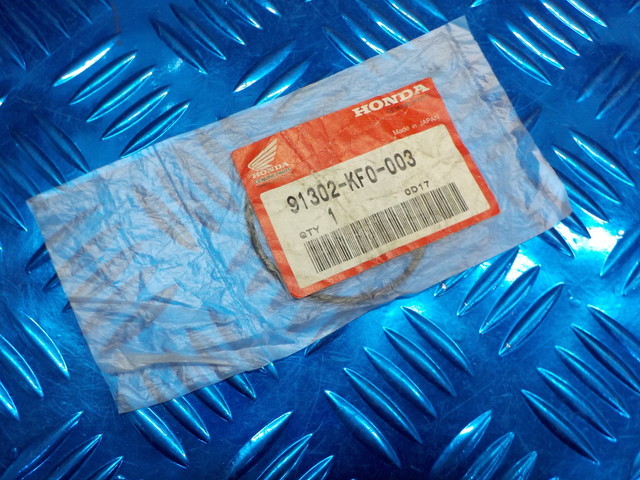 HONDA
Made in JAPAN
HONDA
91302-KF0-003
QTY 1 0D17